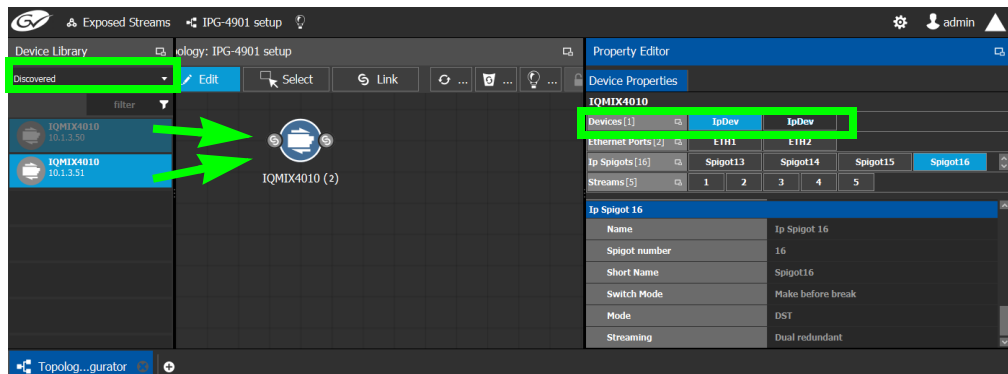 GV Exposed Streams IPG-4901 setup admin
Device Library
ology: IPG-4901 setup
Property Editor
Discovered
Edit Select Link ... ... ...
Device Properties
filter
IQMIX4010
IQMIX4010
10.1.3.50
IQMIX4010
10.1.3.51
IQMIX4010 (2)
Devices [1] IpDev IpDev
Ethernet Ports [2] ETH1 ETH2
Ip Spigots [16] Spigot13 Spigot14 Spigot15 Spigot16
Streams [5] 1 2 3 4 5
Ip Spigot 16
Name Ip Spigot 16
Spigot number 16
Short Name Spigot16
Switch Mode Make before break
Mode DST
Streaming Dual redundant
Topolog...gurator